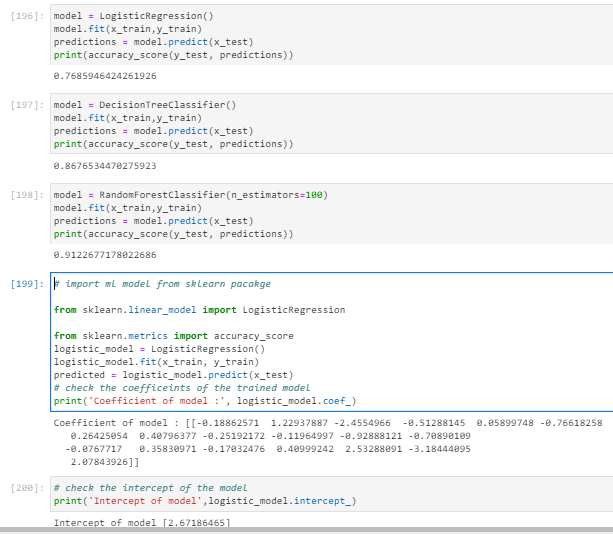 [196]: model = LogisticRegression()
model.fit(x_train,y_train)
predictions = model.predict(x_test)
print(accuracy_score(y_test, predictions))
0.7685946424261926
[197]: model = DecisionTreeClassifier()
model.fit(x_train,y_train)
predictions = model.predict(x_test)
print(accuracy_score(y_test, predictions))
0.8676534470275923
[198]: model = RandomForestClassifier(n_estimators=100)
model.fit(x_train,y_train)
predictions = model.predict(x_test)
print(accuracy_score(y_test, predictions))
0.9122677178022686
[199]: # import ml model from sklearn pacakge
from sklearn.linear_model import LogisticRegression
from sklearn.metrics import accuracy_score
logistic_model = LogisticRegression()
logistic_model.fit(x_train, y_train)
predicted = logistic_model.predict(x_test)
# check the coefficeints of the trained model
print('Coefficient of model :', logistic_model.coef_)
Coefficient of model : [[-0.18862571 1.22937887 -2.4554966 -0.51288145 0.05899748 -0.76618258
0.26425054 0.40796377 -0.25192172 -0.11964997 -0.92888121 -0.70890109
-0.0767717 0.35830971 -0.17032476 0.40999242 2.53288091 -3.18444095
2.07843926]]
[200]: # check the intercept of the model
print('Intercept of model',logistic_model.intercept_)
Intercept of model [2.67186465]